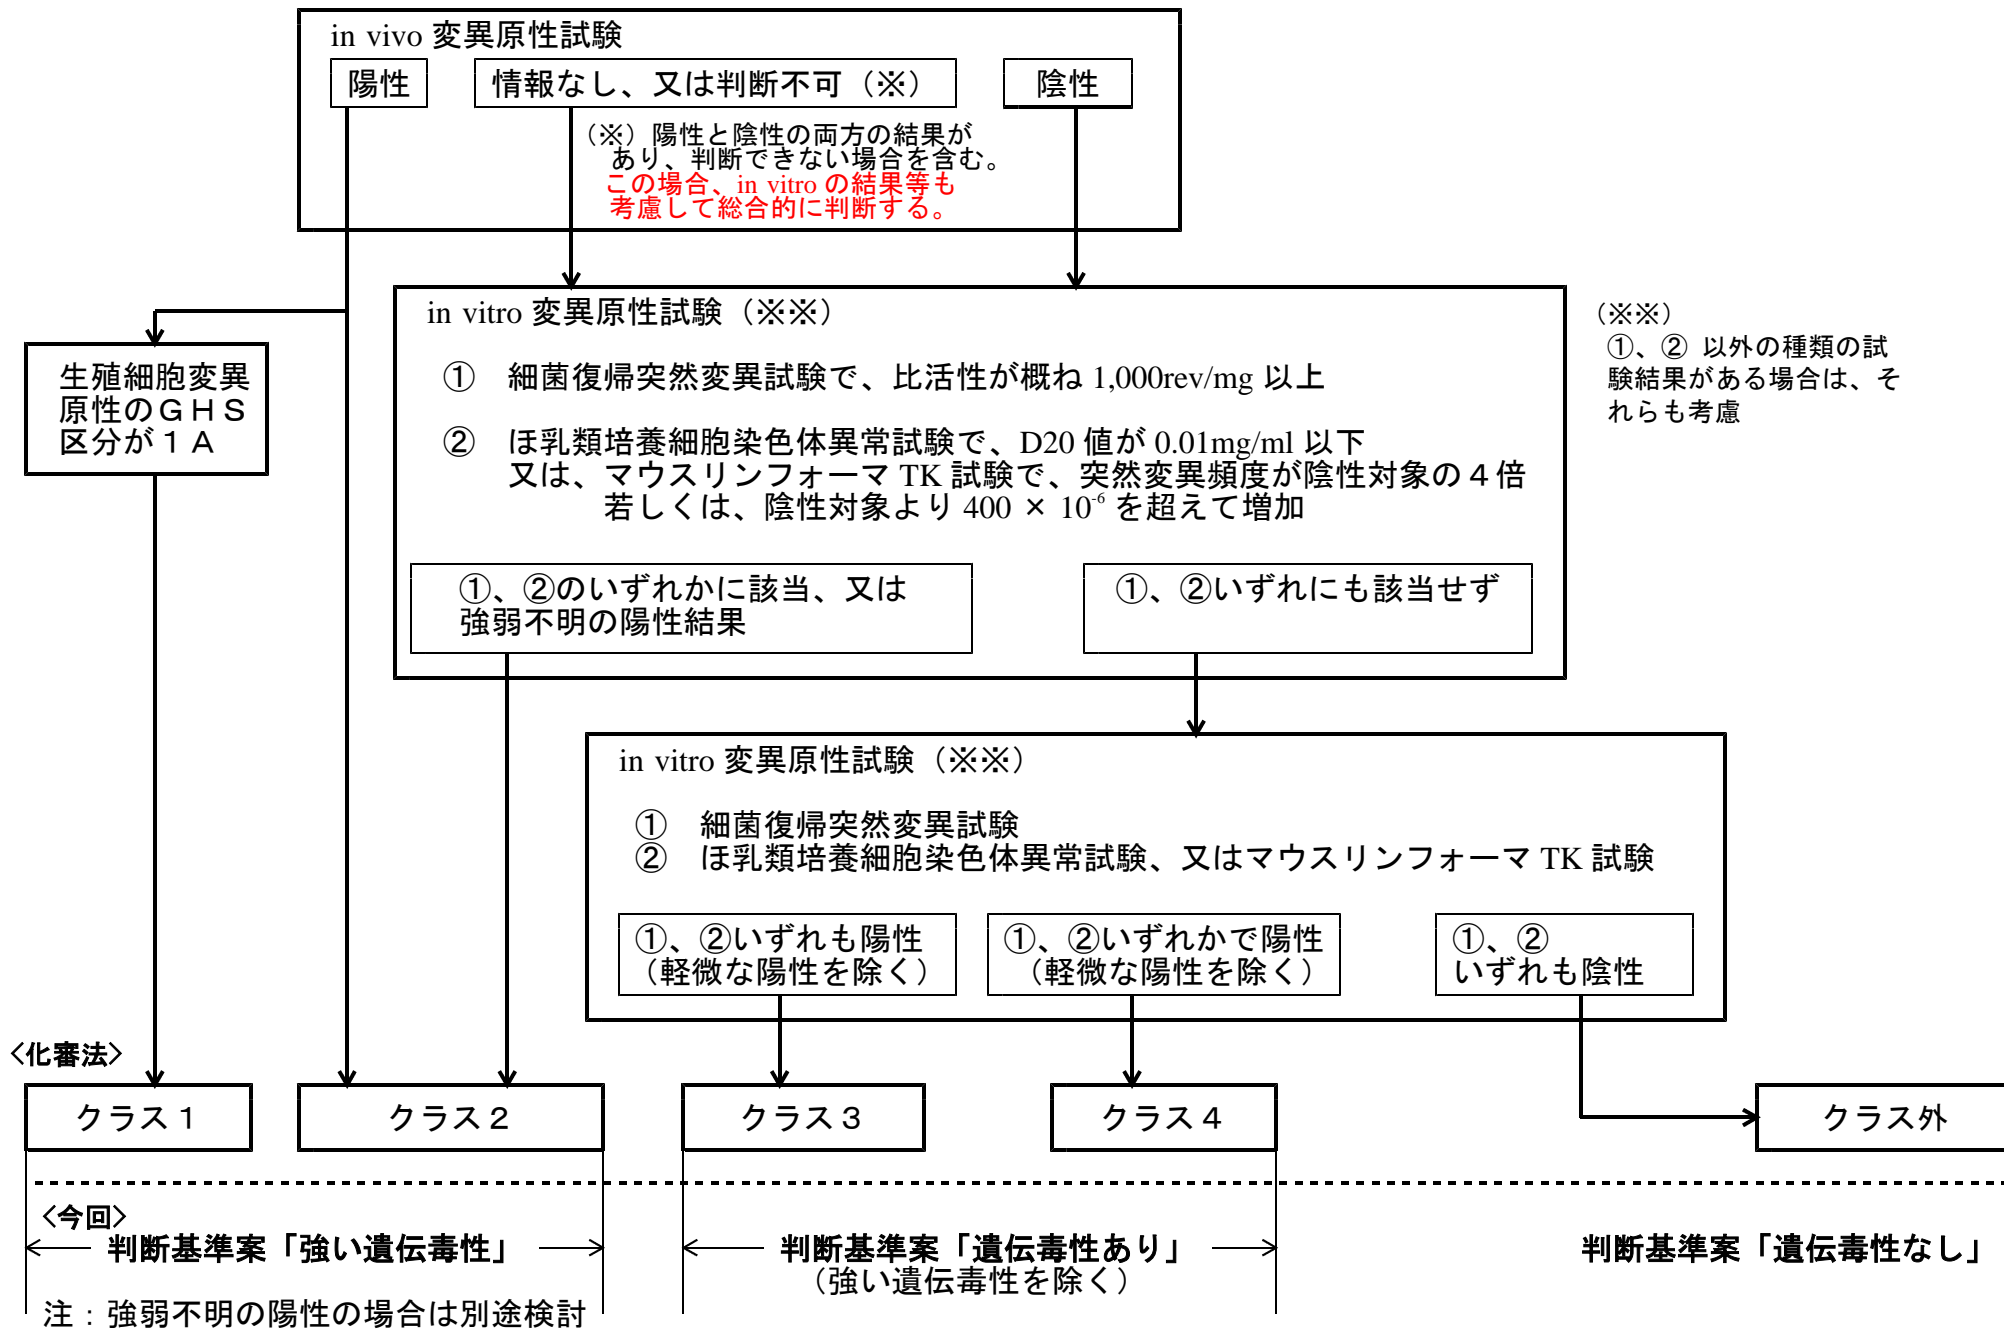 in vivo 変異原性試験
陽性
情報なし、又は判断不可（※）
陰性
（※）陽性と陰性の両方の結果が
あり、判断できない場合を含む。
この場合、in vitro の結果等も
考慮して総合的に判断する。
in vitro 変異原性試験（※※）
① 細菌復帰突然変異試験で、比活性が概ね 1,000rev/mg 以上
② ほ乳類培養細胞染色体異常試験で、D20 値が 0.01mg/ml 以下
又は、マウスリンフォーマ TK 試験で、突然変異頻度が陰性対象の４倍
若しくは、陰性対象より 400 × 10⁻⁶ を超えて増加
①、②のいずれかに該当、又は
強弱不明の陽性結果
①、②いずれにも該当せず
（※※）
①、② 以外の種類の試
験結果がある場合は、そ
れらも考慮
生殖細胞変異
原性のＧＨＳ
区分が１Ａ
in vitro 変異原性試験（※※）
① 細菌復帰突然変異試験
② ほ乳類培養細胞染色体異常試験、又はマウスリンフォーマ TK 試験
①、②いずれも陽性
（軽微な陽性を除く）
①、②いずれかで陽性
（軽微な陽性を除く）
①、②
いずれも陰性
〈化審法〉
クラス１
クラス２
クラス３
クラス４
クラス外
〈今回〉
判断基準案「強い遺伝毒性」
判断基準案「遺伝毒性あり」
（強い遺伝毒性を除く）
判断基準案「遺伝毒性なし」
注：強弱不明の陽性の場合は別途検討